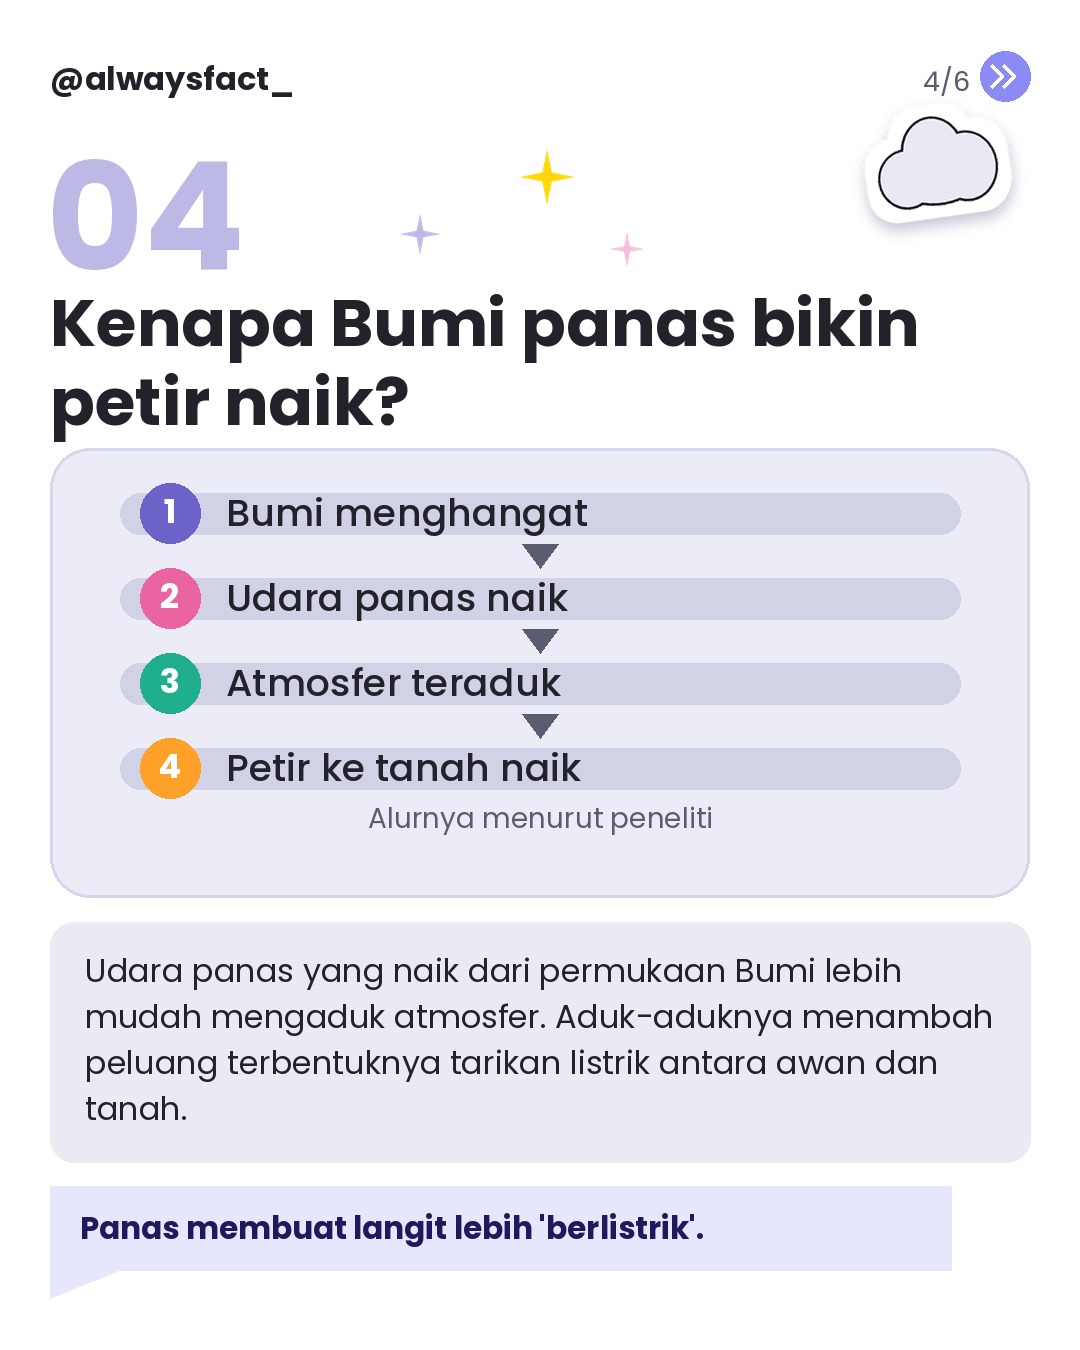 @alwaysfact_
4/6
04
Kenapa Bumi panas bikin
petir naik?
1 Bumi menghangat
2 Udara panas naik
3 Atmosfer teraduk
4 Petir ke tanah naik
Alurnya menurut peneliti
Udara panas yang naik dari permukaan Bumi lebih
mudah mengaduk atmosfer. Aduk-aduknya menambah
peluang terbentuknya tarikan listrik antara awan dan
tanah.
Panas membuat langit lebih 'berlistrik'.